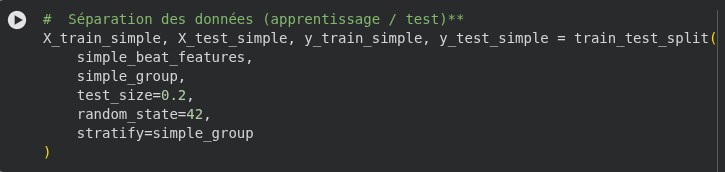 #  Séparation des données (apprentissage / test)**
X_train_simple, X_test_simple, y_train_simple, y_test_simple = train_test_split(
    simple_beat_features,
    simple_group,
    test_size=0.2,
    random_state=42,
    stratify=simple_group
)